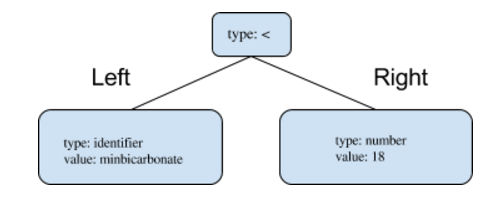 type: <
Left
Right
type: identifier
value: minbicarbonate
type: number
value: 18